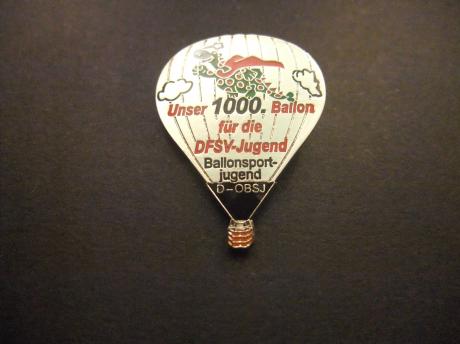 Unser 1000. Ballon
für die
DFSV-Jugend
Ballonsport-
jugend
D-OBSJ